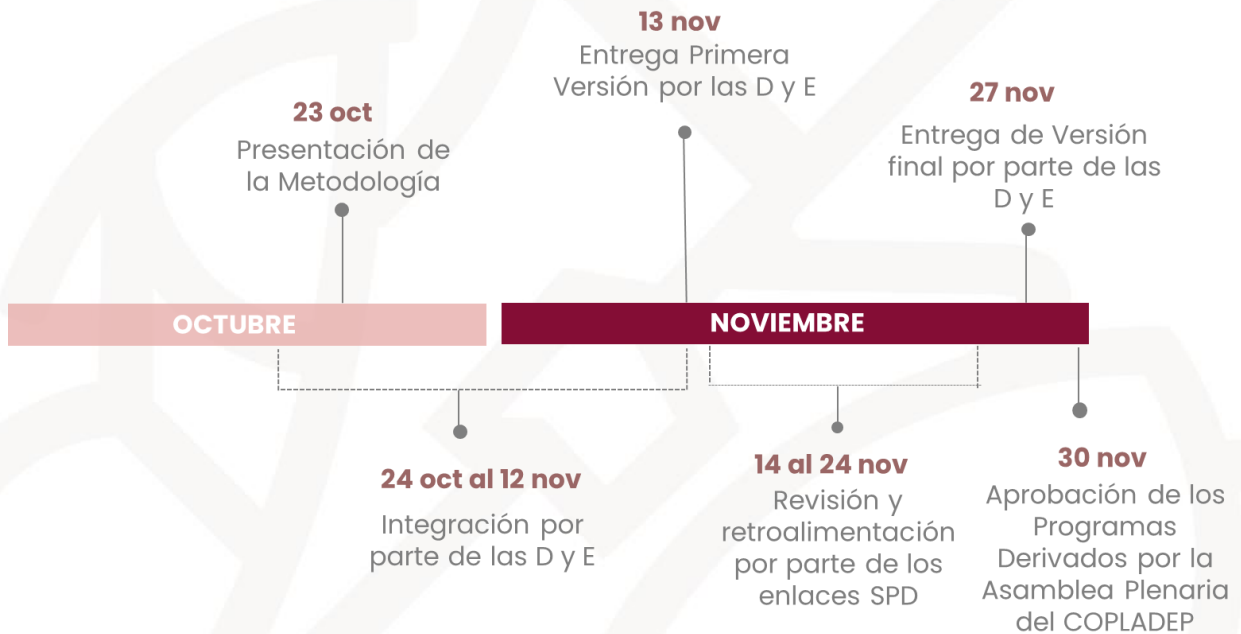 13 nov
Entrega Primera
Versión por las D y E
23 oct
Presentación de
la Metodología
27 nov
Entrega de Versión
final por parte de las
D y E
OCTUBRE
NOVIEMBRE
24 oct al 12 nov
Integración por
parte de las D y E
14 al 24 nov
Revisión y
retroalimentación
por parte de los
enlaces SPD
30 nov
Aprobación de los
Programas
Derivados por la
Asamblea Plenaria
del COPLADEP